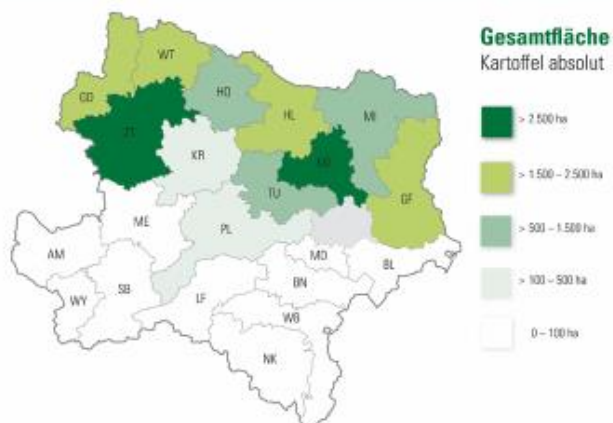 Gesamtfläche
Kartoffel absolut
> 2.500 ha
> 1.500 – 2.500 ha
> 500 – 1.500 ha
> 100 – 500 ha
0 – 100 ha
WT
GD
HO
HL
MI
ZT
KR
KO
TU
GF
ME
PL
AM
MD
BL
WY
SB
LF
BN
WB
NK